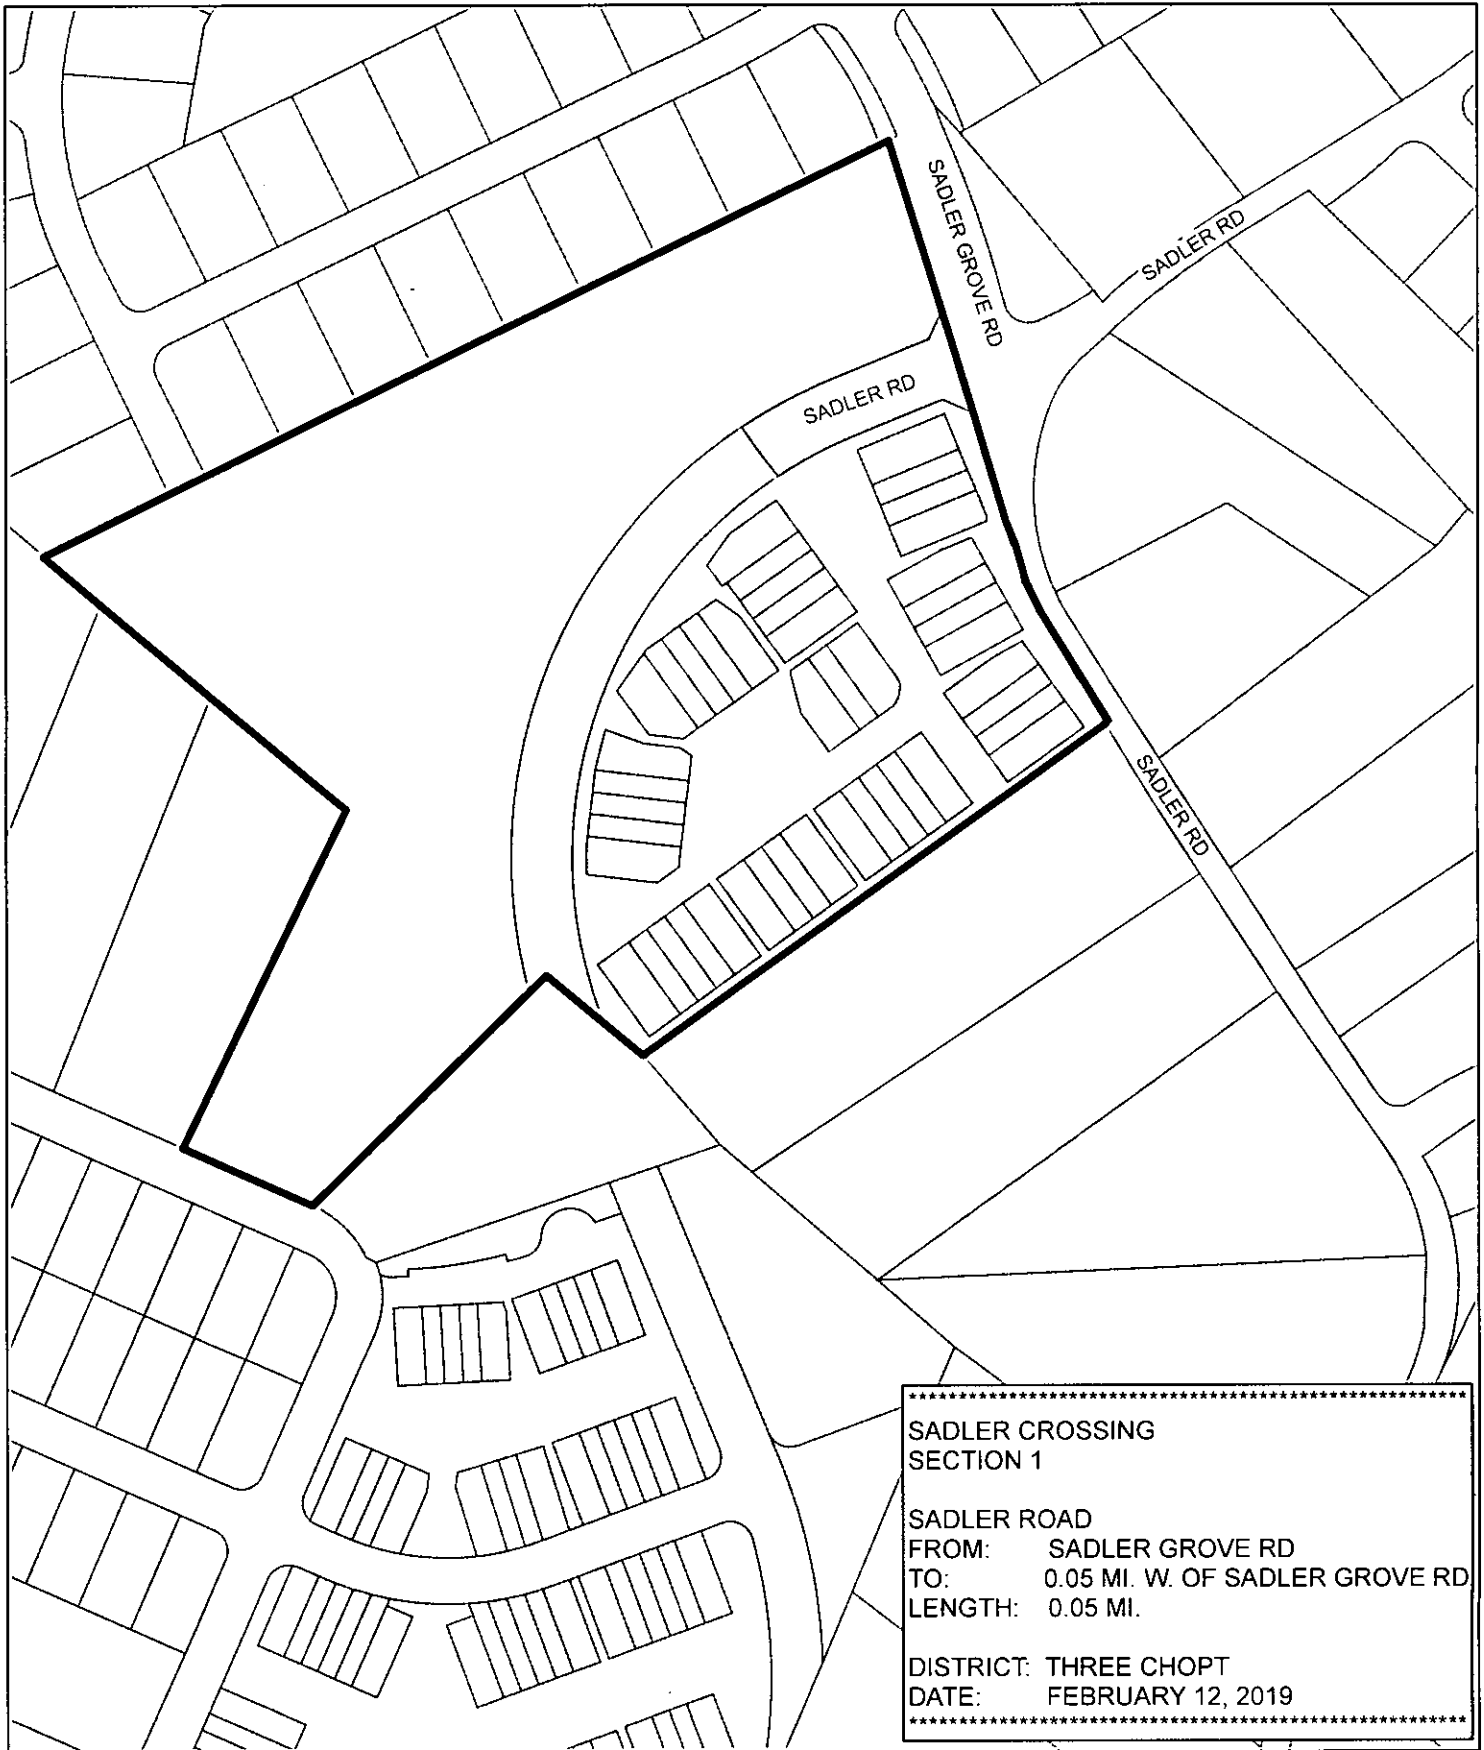 SADLER GROVE RD
SADLER RD
SADLER RD
SADLER RD
************************************************************
SADLER CROSSING
SECTION 1
SADLER ROAD
FROM: SADLER GROVE RD
TO: 0.05 MI. W. OF SADLER GROVE RD
LENGTH: 0.05 MI.
DISTRICT: THREE CHOPT
DATE: FEBRUARY 12, 2019
************************************************************